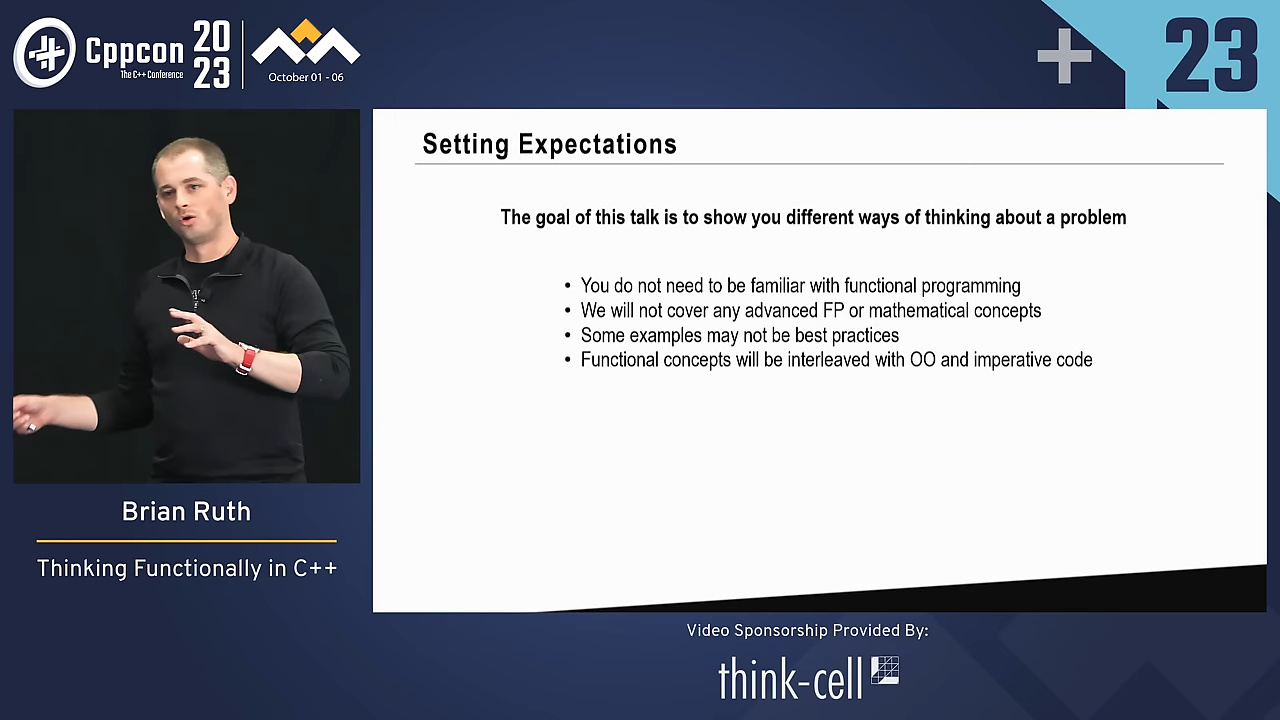 Cppcon
The C++ Conference
20
23
October 01 - 06
23
Setting Expectations
The goal of this talk is to show you different ways of thinking about a problem
• You do not need to be familiar with functional programming
• We will not cover any advanced FP or mathematical concepts
• Some examples may not be best practices
• Functional concepts will be interleaved with OO and imperative code
Brian Ruth
Thinking Functionally in C++
Video Sponsorship Provided By:
think-cell